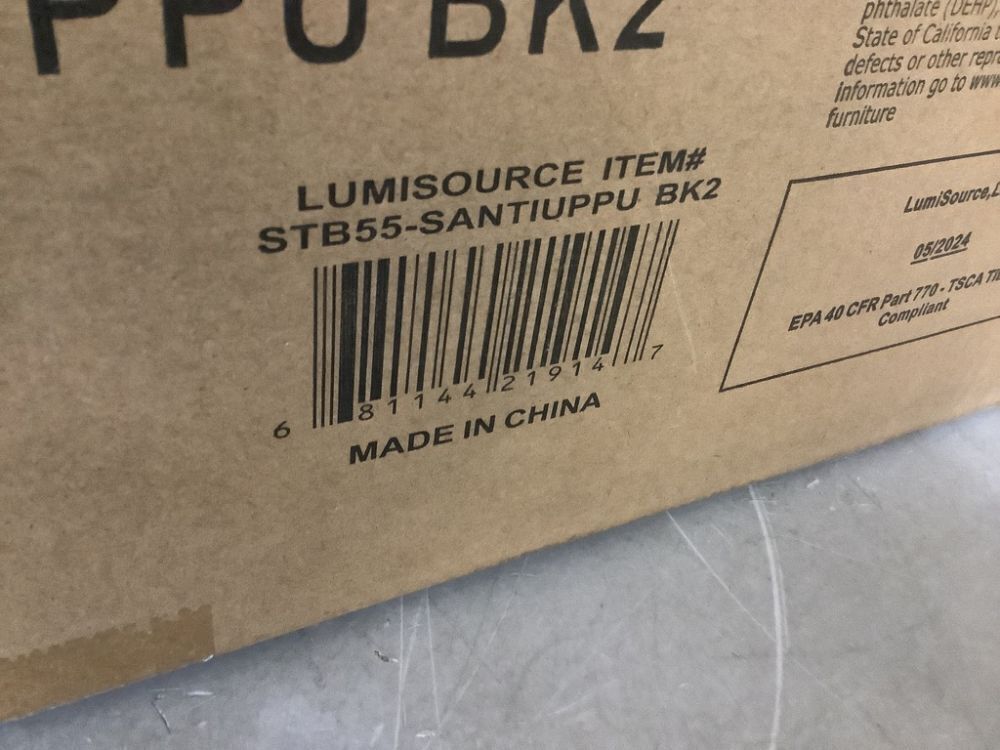 PPU BK2
phthalate (DEHP),
State of California
defects or other
information go to www
furniture
LUMISOURCE ITEM#
STB55-SANTIUPPU BK2
6 81144 21914 7
MADE IN CHINA
LumiSource,
05/2024
EPA 40 CFR Part 770 - TSCA
Compliant